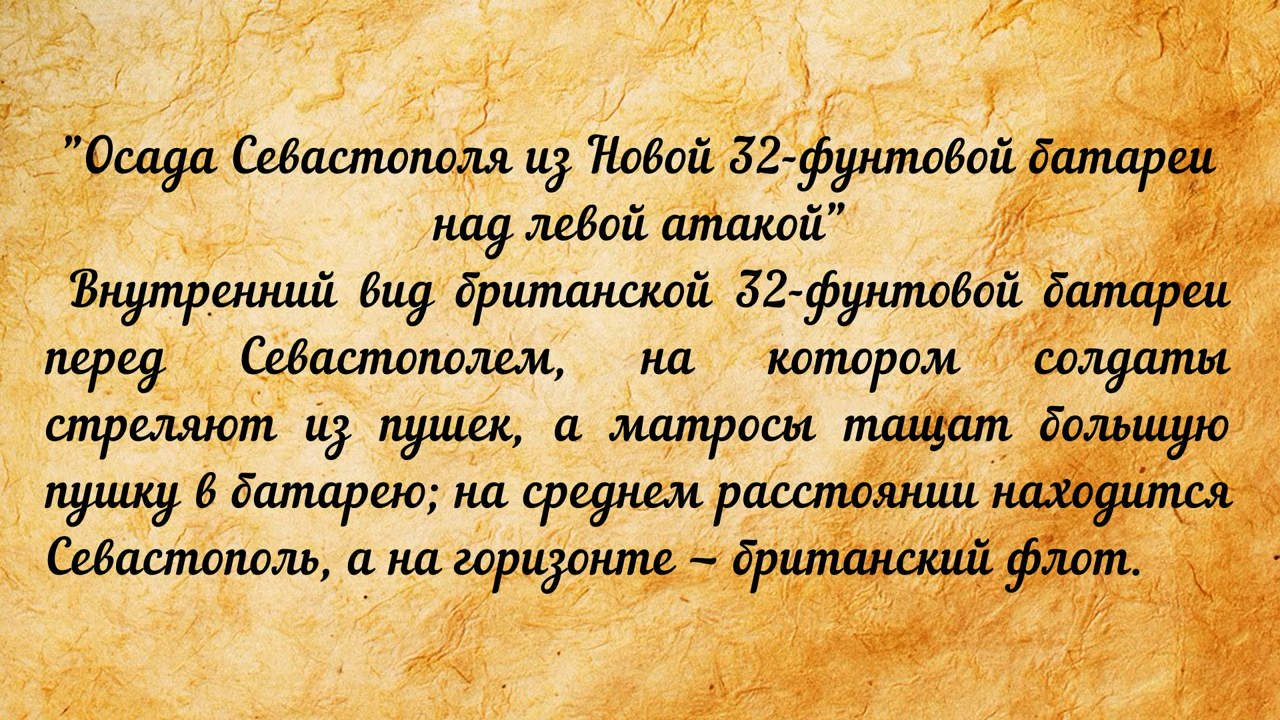 "Осада Севастополя из Новой 32-фунтовой батареи
над левой атакой"
Внутренний вид британской 32-фунтовой батареи
перед Севастополем, на котором солдаты
стреляют из пушек, а матросы тащат большую
пушку в батарею; на среднем расстоянии находится
Севастополь, а на горизонте – британский флот.